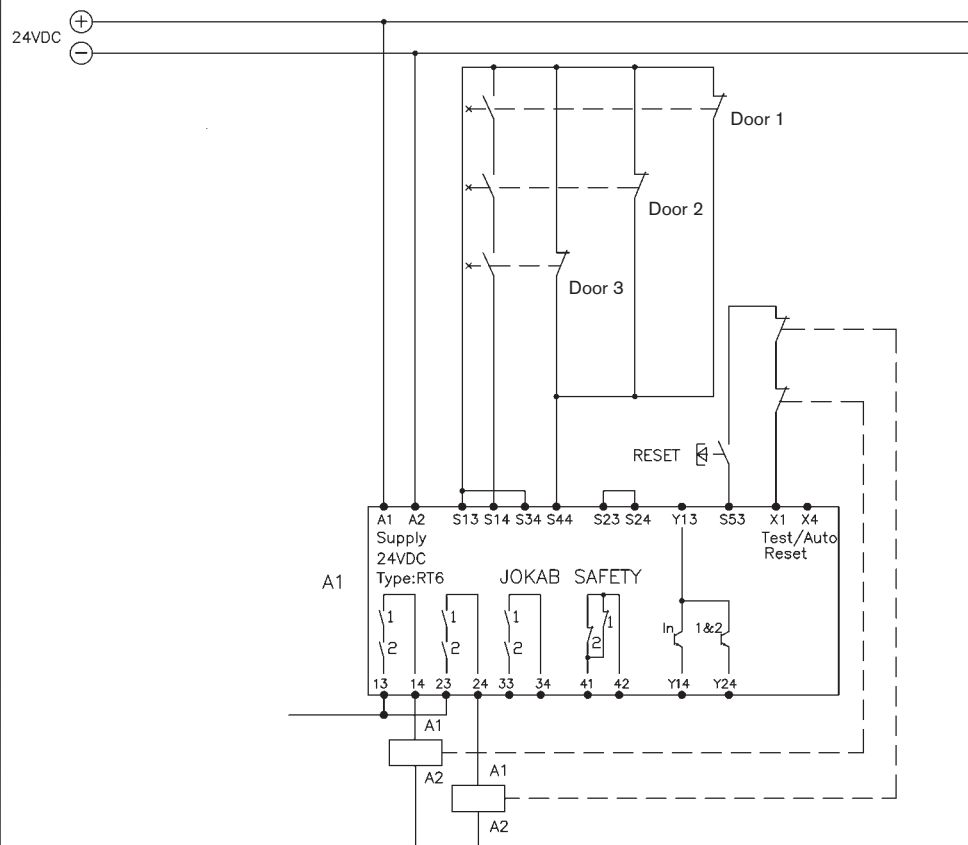 24VDC
+
−
Door 1
Door 2
Door 3
RESET
A1 A2 S13 S14 S34 S44 S23 S24 Y13 S53 X1 X4
Supply
24VDC
Type:RT6
Test/Auto
Reset
A1
JOKAB SAFETY
1 1 1 1
2 2 2 2
In 1&2
13 14 23 24 33 34 41 42 Y14 Y24
A1
A2
A1
A2